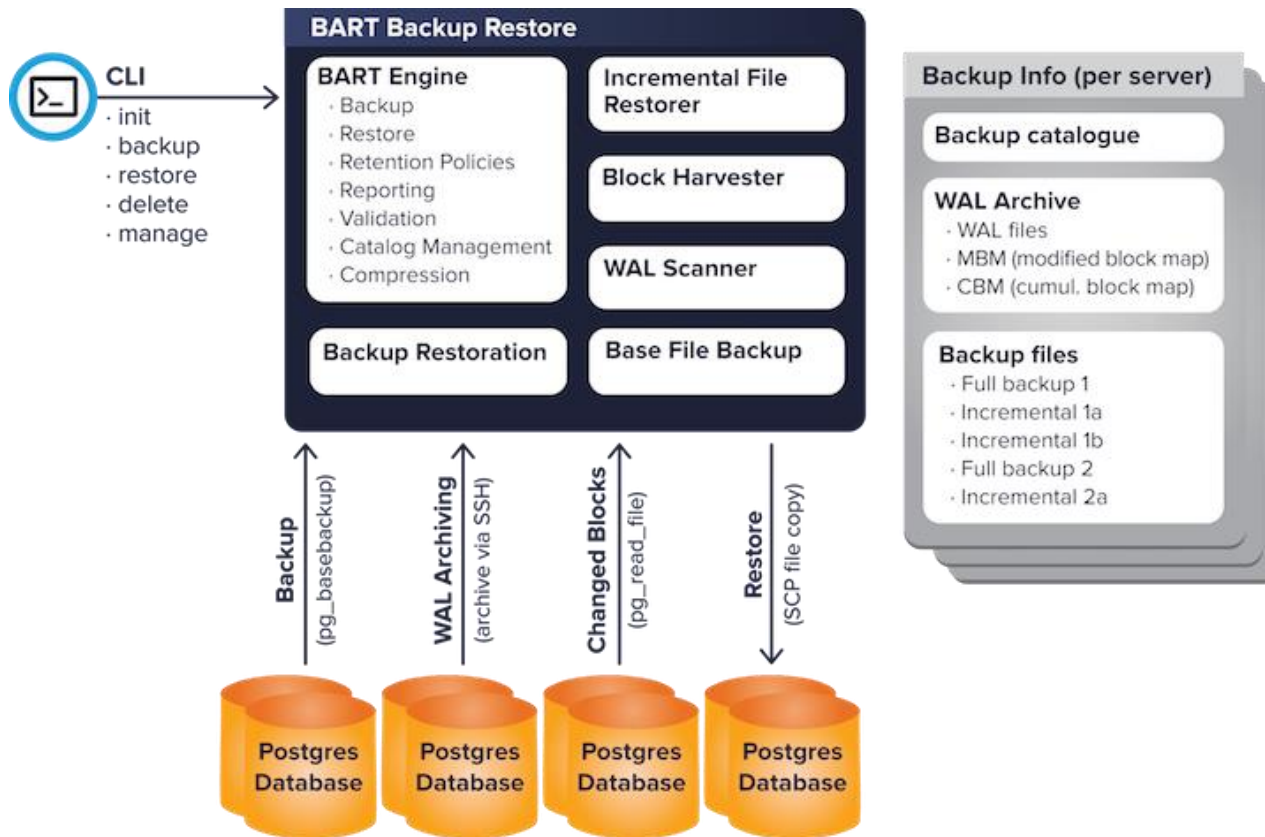 BART Backup Restore
CLI
· init
· backup
· restore
· delete
· manage
BART Engine
· Backup
· Restore
· Retention Policies
· Reporting
· Validation
· Catalog Management
· Compression
Incremental File
Restorer
Block Harvester
WAL Scanner
Backup Restoration
Base File Backup
Backup Info (per server)
Backup catalogue
WAL Archive
· WAL files
· MBM (modified block map)
· CBM (cumul. block map)
Backup files
· Full backup 1
· Incremental 1a
· Incremental 1b
· Full backup 2
· Incremental 2a
Backup
(pg_basebackup)
WAL Archiving
(archive via SSH)
Changed Blocks
(pg_read_file)
Restore
(SCP file copy)
Postgres
Database
Postgres
Database
Postgres
Database
Postgres
Database